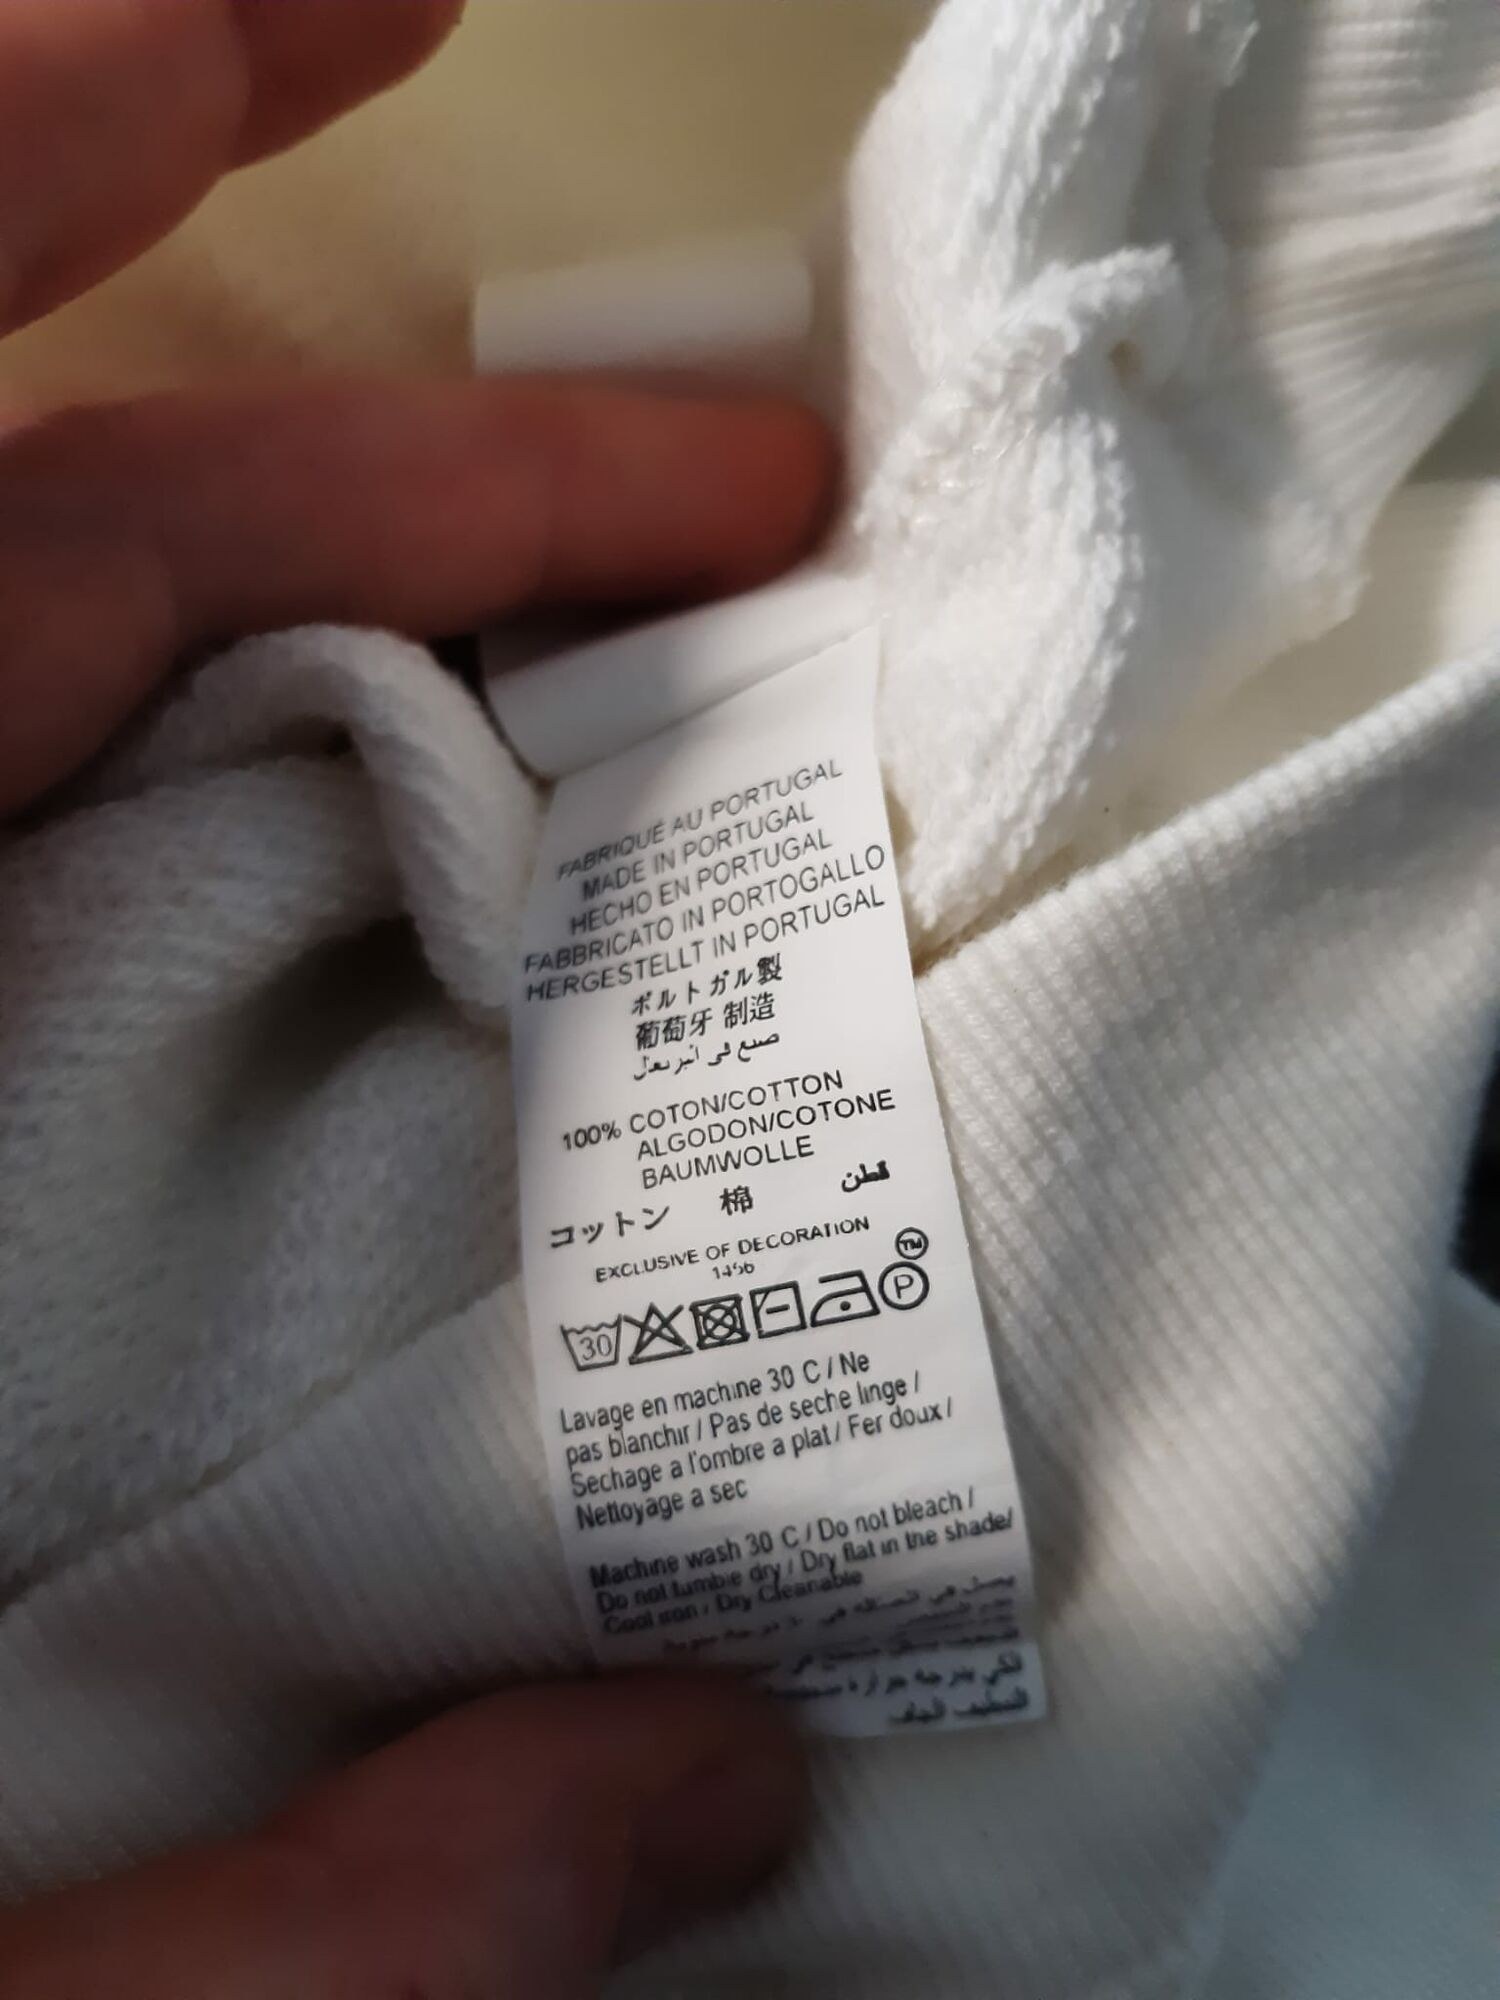 FABRIQUÉ AU PORTUGAL
MADE IN PORTUGAL
HECHO EN PORTUGAL
FABBRICATO IN PORTOGALLO
HERGESTELLT IN PORTUGAL
ポルトガル製
葡萄牙 制造
صنع في
100% COTON/COTTON
ALGODON/COTONE
BAUMWOLLE
コットン 棉 قطن
EXCLUSIVE OF DECORATION
TM
30 P
Lavage en machine 30 C / Ne
pas blanchir / Pas de seche linge /
Sechage a l'ombre a plat / Fer doux /
Nettoyage a sec
Machine wash 30 C / Do not bleach /
Do not tumble dry / Dry flat in the shade/
Cool iron / Dry Cleanable